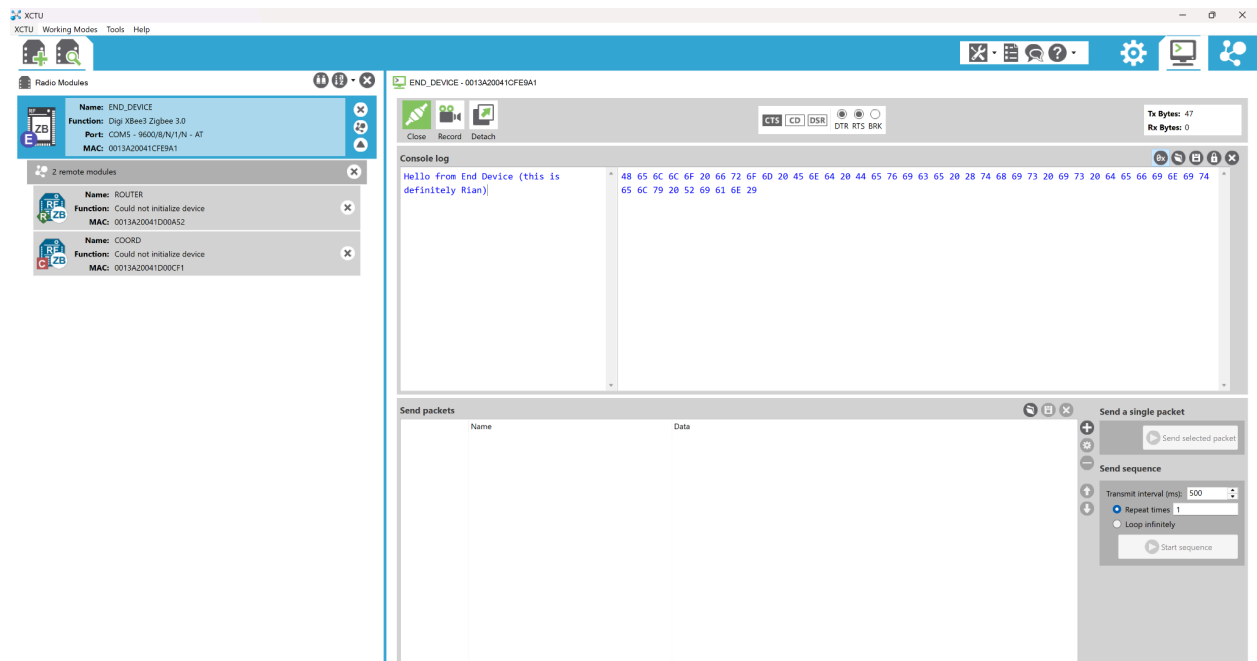 XCTU
XCTU Working Modes Tools Help
Radio Modules
END_DEVICE - 0013A20041CFE9A1
Name: END_DEVICE
Function: Digi XBee3 Zigbee 3.0
Port: COM5 - 9600/8/N/1/N - AT
MAC: 0013A20041CFE9A1
ZB
E
2 remote modules
Name: ROUTER
Function: Could not initialize device
MAC: 0013A20041D00A52
RF
R ZB
Name: COORD
Function: Could not initialize device
MAC: 0013A20041D00CF1
RF
C ZB
Close Record Detach
CTS CD DSR DTR RTS BRK
Tx Bytes: 47
Rx Bytes: 0
Console log
Hello from End Device (this is
definitely Rian)
48 65 6C 6C 6F 20 66 72 6F 6D 20 45 6E 64 20 44 65 76 69 63 65 20 28 74 68 69 73 20 69 73 20 64 65 66 69 6E 69 74
65 6C 79 20 52 69 61 6E 29
Send packets
Name Data
Send a single packet
Send selected packet
Send sequence
Transmit interval (ms): 500
Repeat times 1
Loop infinitely
Start sequence